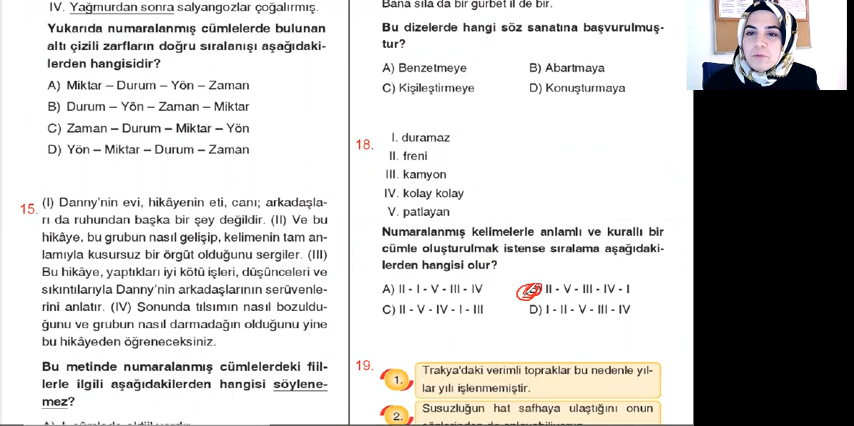 IV. Yağmurdan sonra salyangozlar çoğalırmış.
Yukarıda numaralanmış cümlelerde bulunan
altı çizili zarfların doğru sıralanışı aşağıdaki-
lerden hangisidir?
A) Miktar – Durum – Yön – Zaman
B) Durum – Yön – Zaman – Miktar
C) Zaman – Durum – Miktar – Yön
D) Yön – Miktar – Durum – Zaman
15.
(I) Danny'nin evi, hikâyenin eti, canı; arkadaşla-
rı da ruhundan başka bir şey değildir. (II) Ve bu
hikâye, bu grubun nasıl gelişip, kelimenin tam an-
lamıyla kusursuz bir örgüt olduğunu sergiler. (III)
Bu hikâye, yaptıkları iyi kötü işleri, düşünceleri ve
sıkıntılarıyla Danny'nin arkadaşlarının serüvenle-
rini anlatır. (IV) Sonunda tılsımın nasıl bozuldu-
ğunu ve grubun nasıl darmadağın olduğunu yine
bu hikâyeden öğreneceksiniz.
Bu metinde numaralanmış cümlelerdeki fiil-
lerle ilgili aşağıdakilerden hangisi söylene-
mez?
Bana sıla da bir gurbet il de bir.
Bu dizelerde hangi söz sanatına başvurulmuş-
tur?
A) Benzetmeye B) Abartmaya
C) Kişileştirmeye D) Konuşturmaya
18.
I. duramaz
II. freni
III. kamyon
IV. kolay kolay
V. patlayan
Numaralanmış kelimelerle anlamlı ve kurallı bir
cümle oluşturulmak istense sıralama aşağıdaki-
lerden hangisi olur?
A) II - I - V - III - IV II - V - III - IV - I
C) II - V - IV - I - III D) I - II - V - III - IV
19.
1. Trakya'daki verimli topraklar bu nedenle yıl-
lar yılı işlenmemiştir.
2. Susuzluğun hat safhaya ulaştığını onun